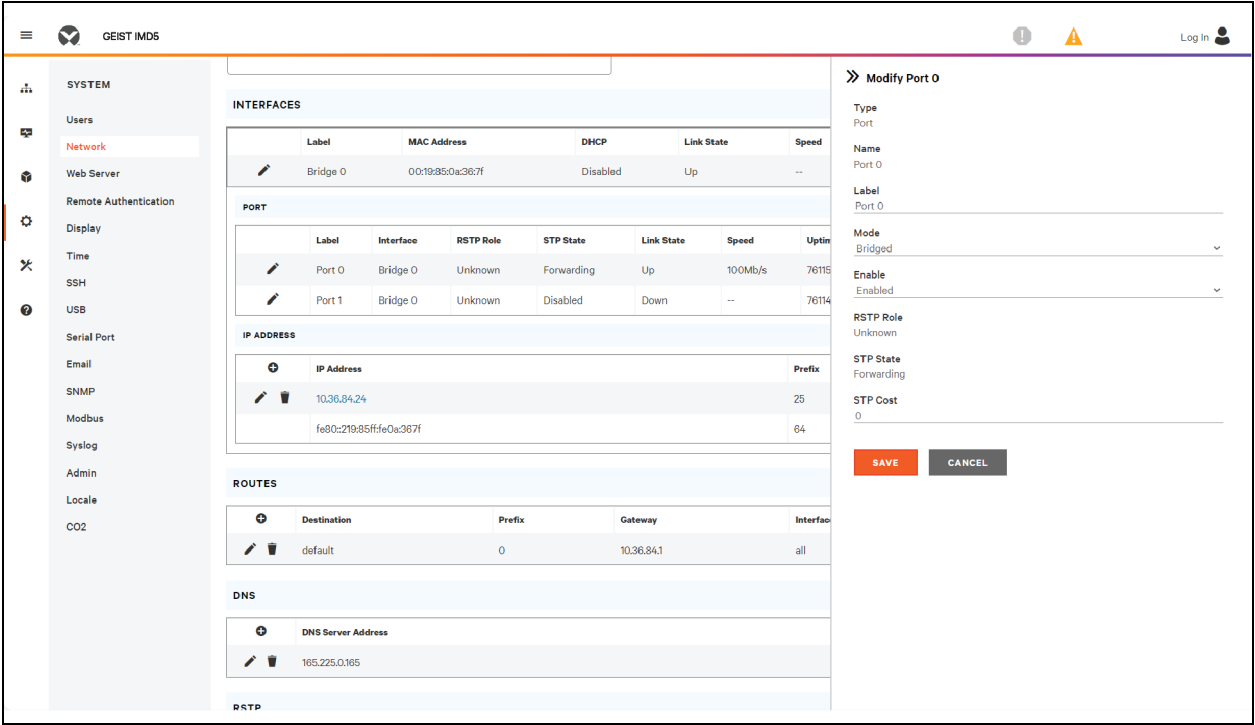 GEIST IMD5
Log In
SYSTEM
Users
Network
Web Server
Remote Authentication
Display
Time
SSH
USB
Serial Port
Email
SNMP
Modbus
Syslog
Admin
Locale
CO2
INTERFACES
Label MAC Address DHCP Link State Speed
Bridge 0 00:19:85:0a:36:7f Disabled Up --
PORT
Label Interface RSTP Role STP State Link State Speed Uptim
Port 0 Bridge 0 Unknown Forwarding Up 100Mb/s 76115
Port 1 Bridge 0 Unknown Disabled Down -- 76114
IP ADDRESS
IP Address Prefix
10.36.84.24 25
fe80::219:85ff:fe0a:367f 64
ROUTES
Destination Prefix Gateway Interfac
default 0 10.36.84.1 all
DNS
DNS Server Address
165.225.0.165
RSTP
Modify Port 0
Type
Port
Name
Port 0
Label
Port 0
Mode
Bridged
Enable
Enabled
RSTP Role
Unknown
STP State
Forwarding
STP Cost
0
SAVE CANCEL